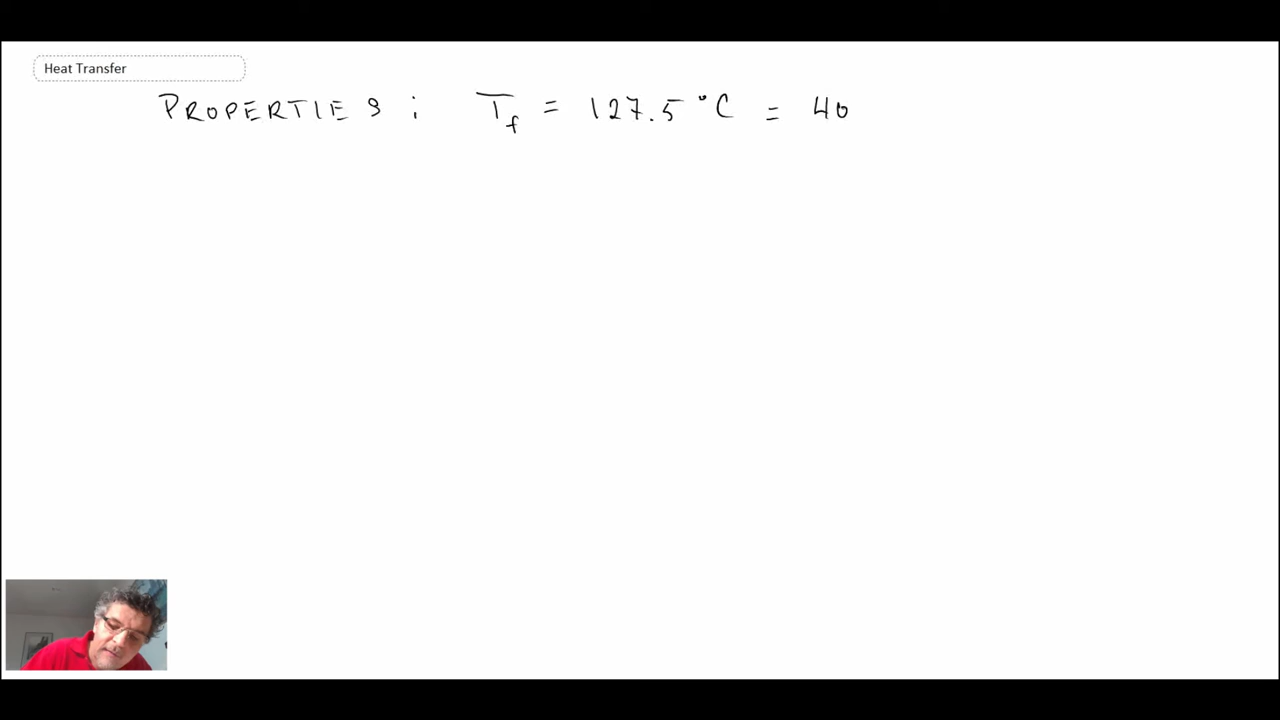 Heat Transfer
PROPERTIES : T_f = 127.5 °C = 40